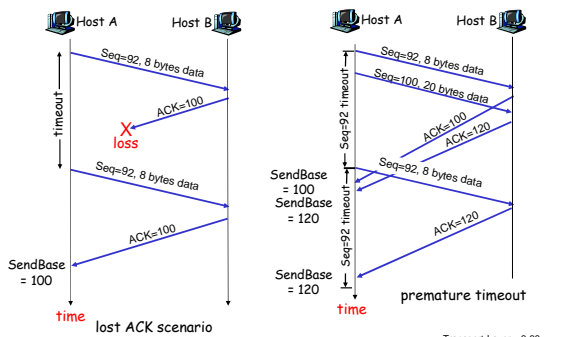 Host A
Host B
Seq=92, 8 bytes data
ACK=100
timeout
X
loss
Seq=92, 8 bytes data
ACK=100
SendBase
= 100
time
lost ACK scenario
Host A
Host B
Seq=92, 8 bytes data
Seq=100, 20 bytes data
Seq=92 timeout
ACK=100
ACK=120
Seq=92, 8 bytes data
SendBase
= 100
SendBase
= 120
Seq=92 timeout
ACK=120
SendBase
= 120
time
premature timeout